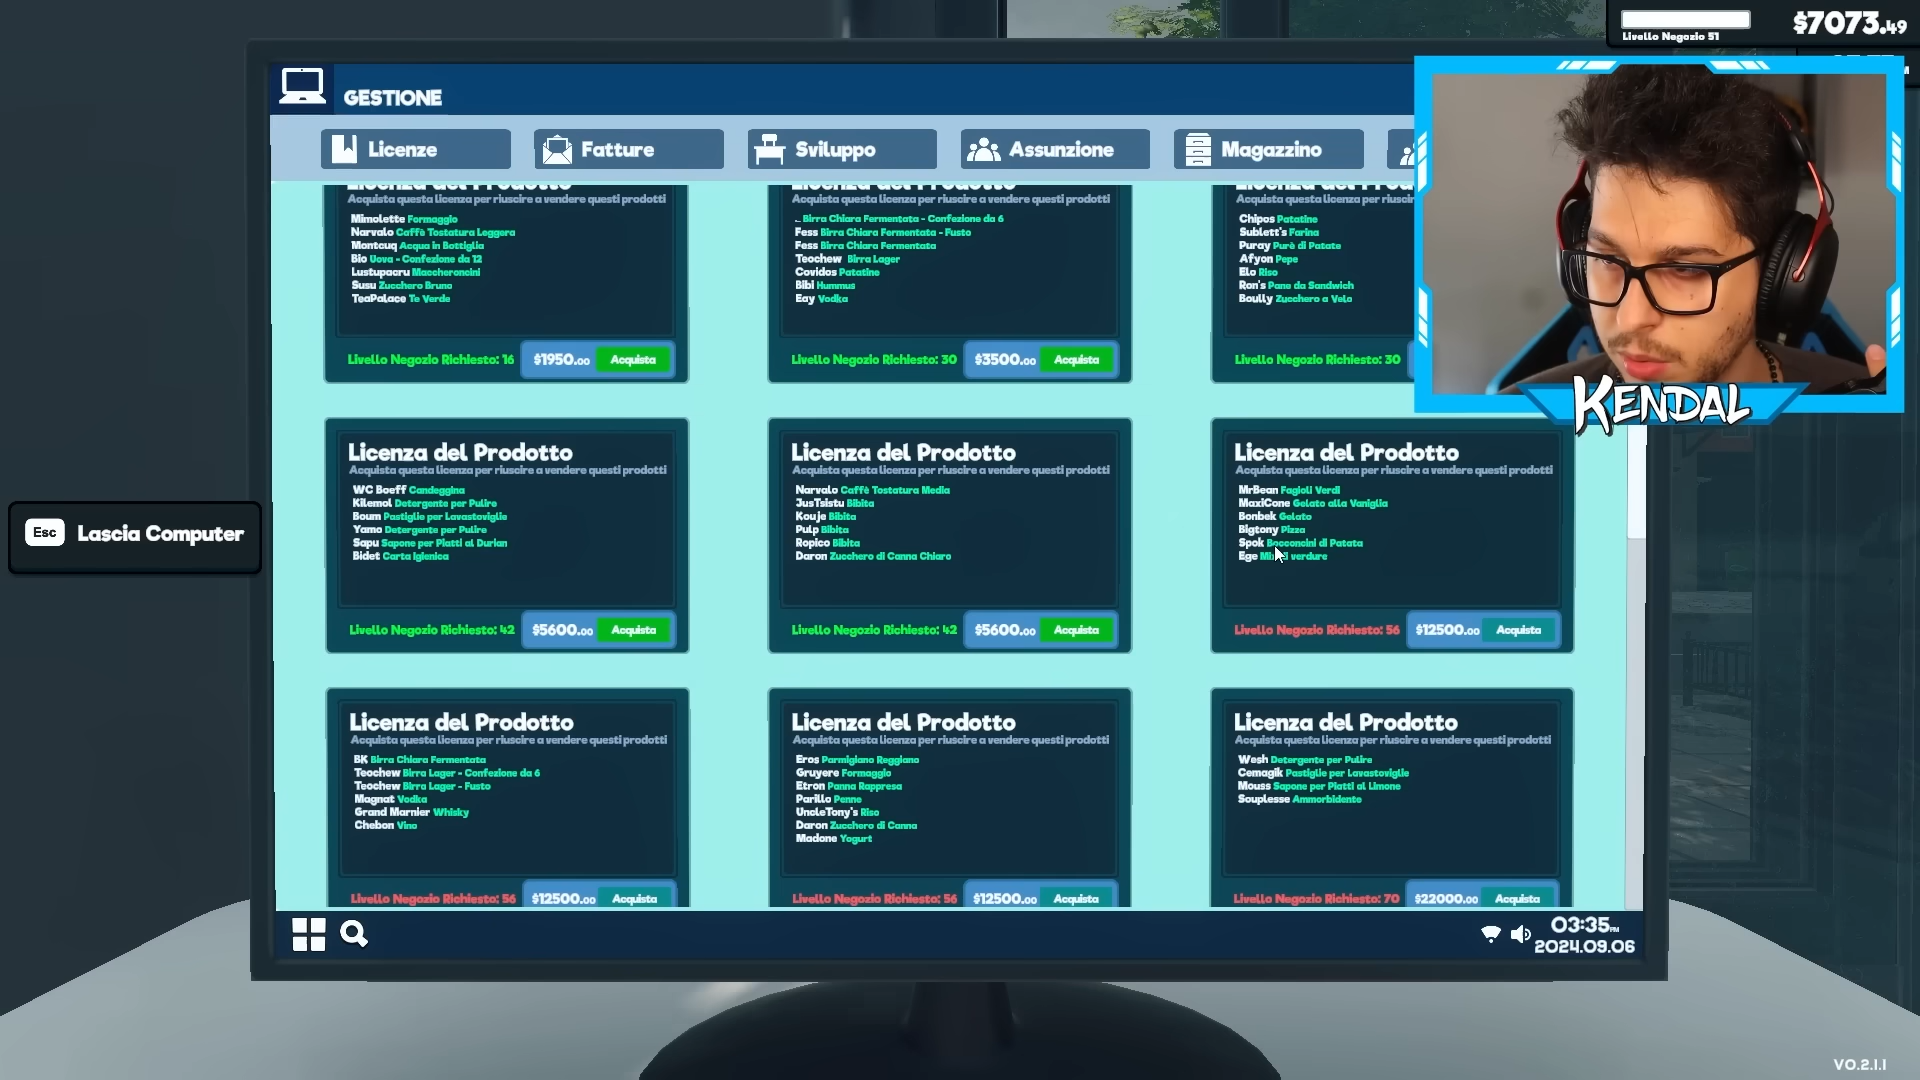 $7073.49
Livello Negozio 51
GESTIONE
Licenze
Fatture
Sviluppo
Assunzione
Magazzino
Licenza del Prodotto
Acquista questa licenza per riuscire a vendere questi prodotti
Mimolette Formaggio
Narvalo Caffè Tostatura Leggera
Montcuq Acqua in Bottiglia
Bio Uova - Confezione da 12
Lustupacru Maccheroncini
Susu Zucchero Bruno
TeaPalace Te Verde
Livello Negozio Richiesto: 16
$1950.00
Acquista
Licenza del Prodotto
Acquista questa licenza per riuscire a vendere questi prodotti
Birra Chiara Fermentata - Confezione da 6
Fess Birra Chiara Fermentata - Fusto
Fess Birra Chiara Fermentata
Teochew Birra Lager
Covidos Patatine
Bibi Hummus
Eay Vodka
Livello Negozio Richiesto: 30
$3500.00
Acquista
Licenza del Prod
Acquista questa licenza per riusci
Chipos Patatine
Sublett's Farina
Puray Purè di Patate
Afyon Pepe
Elo Riso
Ron's Pane da Sandwich
Boully Zucchero a Velo
Livello Negozio Richiesto: 30
KENDAL
Licenza del Prodotto
Acquista questa licenza per riuscire a vendere questi prodotti
WC Boeff Candeggina
Kilemol Detergente per Pulire
Boum Pastiglie per Lavastoviglie
Yama Detergente per Pulire
Sapu Sapone per Piatti al Durian
Bidet Carta Igienica
Livello Negozio Richiesto: 42
$5600.00
Acquista
Licenza del Prodotto
Acquista questa licenza per riuscire a vendere questi prodotti
Narvalo Caffè Tostatura Media
JusTsistu Bibita
Kouje Bibita
Pulp Bibita
Ropico Bibita
Daron Zucchero di Canna Chiaro
Livello Negozio Richiesto: 42
$5600.00
Acquista
Licenza del Prodotto
Acquista questa licenza per riuscire a vendere questi prodotti
MrBean Fagioli Verdi
MaxiCone Gelato alla Vaniglia
Bonbek Gelato
Bigtony Pizza
Spok Bocconcini di Patata
Ege verdure
Livello Negozio Richiesto: 56
$12500.00
Acquista
Esc Lascia Computer
Licenza del Prodotto
Acquista questa licenza per riuscire a vendere questi prodotti
BK Birra Chiara Fermentata
Teochew Birra Lager - Confezione da 6
Teochew Birra Lager - Fusto
Magnat Vodka
Grand Marnier Whisky
Chebon Vino
Livello Negozio Richiesto: 56
$12500.00
Acquista
Licenza del Prodotto
Acquista questa licenza per riuscire a vendere questi prodotti
Eros Parmigiano Reggiano
Gruyere Formaggio
Etron Panna Rappresa
Parillo Penne
UncleTony's Riso
Daron Zucchero di Canna
Madone Yogurt
Livello Negozio Richiesto: 56
$12500.00
Acquista
Licenza del Prodotto
Acquista questa licenza per riuscire a vendere questi prodotti
Wesh Detergente per Pulire
Cemagik Pastiglie per Lavastoviglie
Mouss Sapone per Piatti al Limone
Souplesse Ammorbidente
Livello Negozio Richiesto: 70
$22000.00
Acquista
03:35 PM
2024.09.06
V0.2.1.1